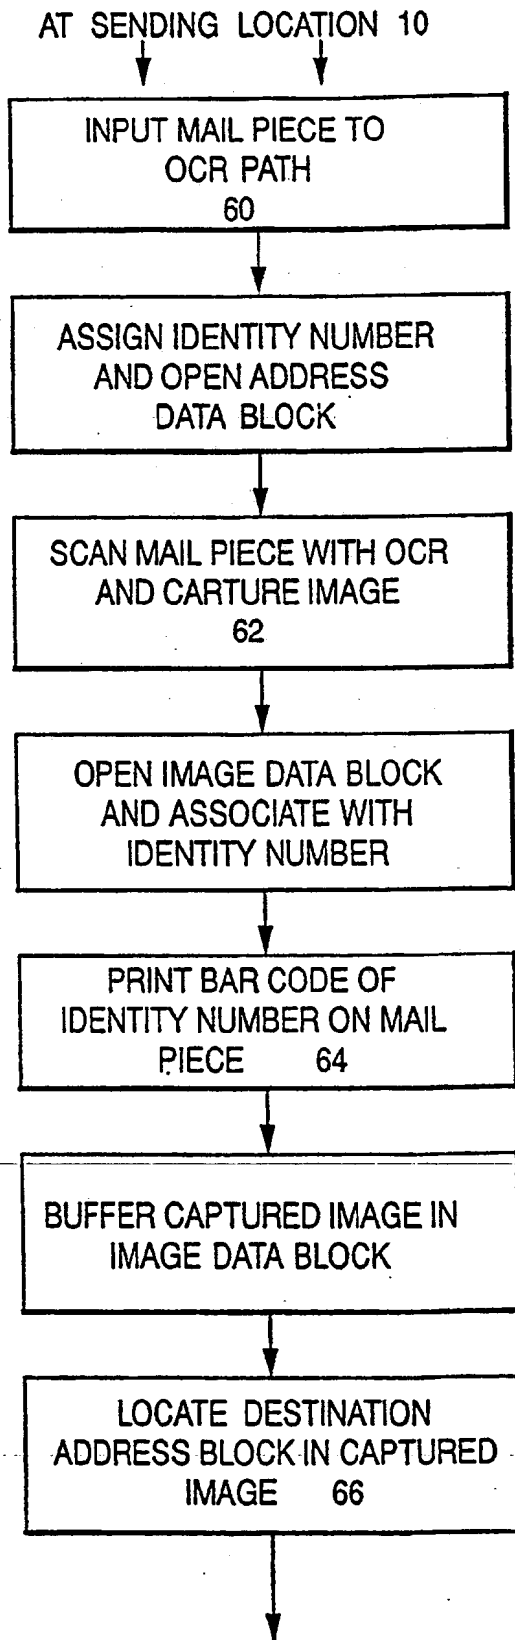 AT SENDING LOCATION 10
INPUT MAIL PIECE TO
OCR PATH
60
ASSIGN IDENTITY NUMBER
AND OPEN ADDRESS
DATA BLOCK
SCAN MAIL PIECE WITH OCR
AND CARTURE IMAGE
62
OPEN IMAGE DATA BLOCK
AND ASSOCIATE WITH
IDENTITY NUMBER
PRINT BAR CODE OF
IDENTITY NUMBER ON MAIL
PIECE 64
BUFFER CAPTURED IMAGE IN
IMAGE DATA BLOCK
LOCATE DESTINATION
ADDRESS BLOCK IN CAPTURED
IMAGE 66